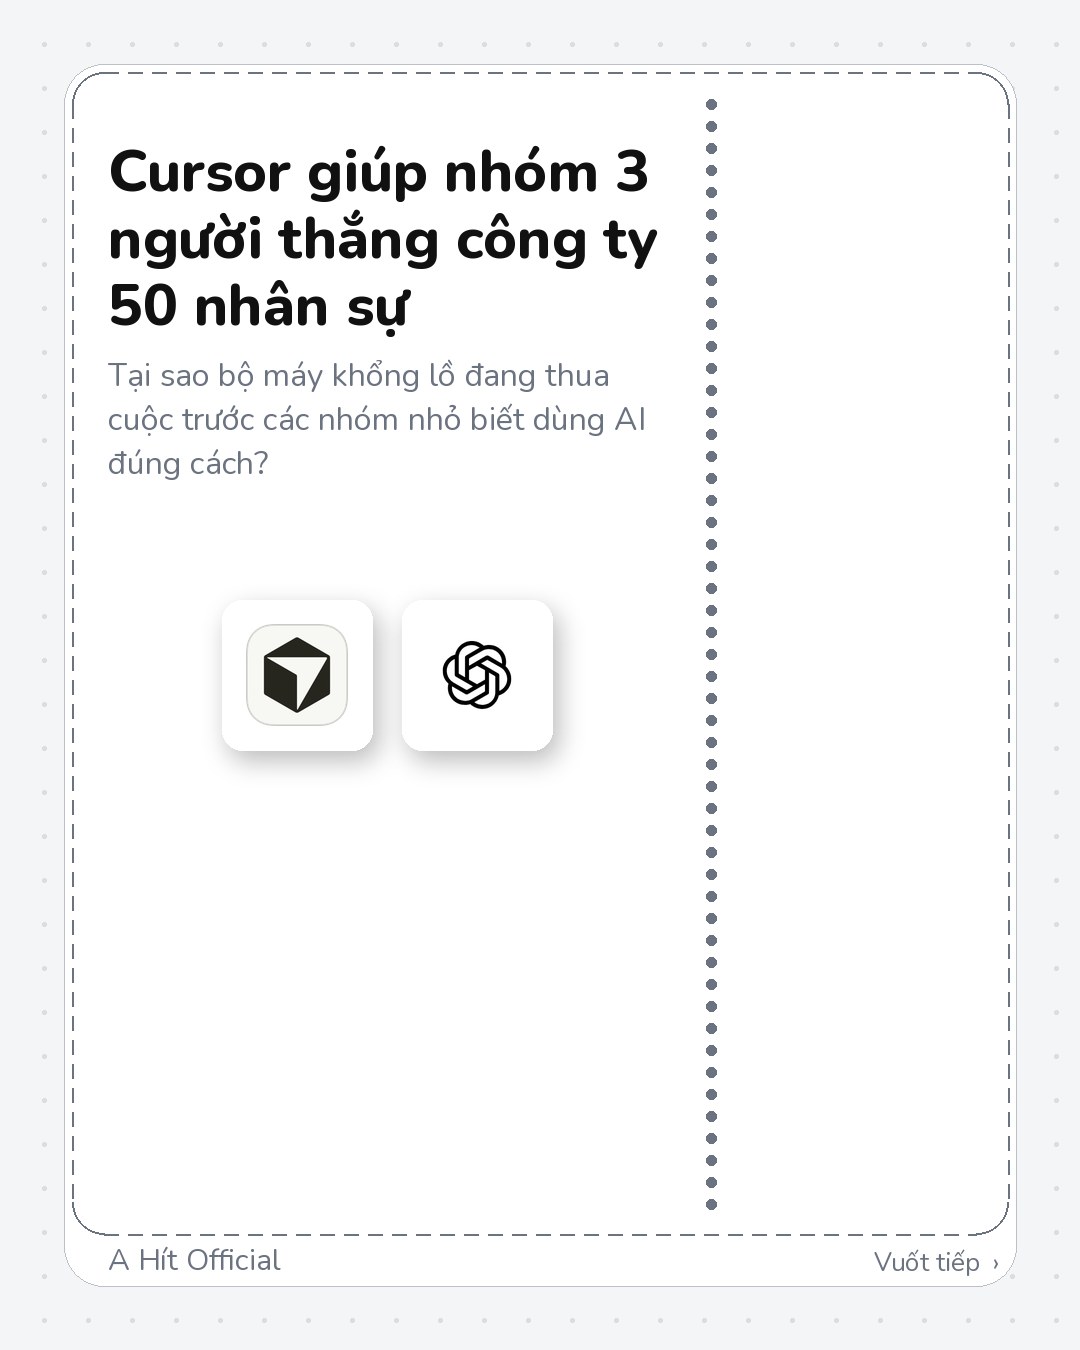 Cursor giúp nhóm 3
người thắng công ty
50 nhân sự
Tại sao bộ máy khổng lồ đang thua
cuộc trước các nhóm nhỏ biết dùng AI
đúng cách?
A Hít Official
Vuốt tiếp ›